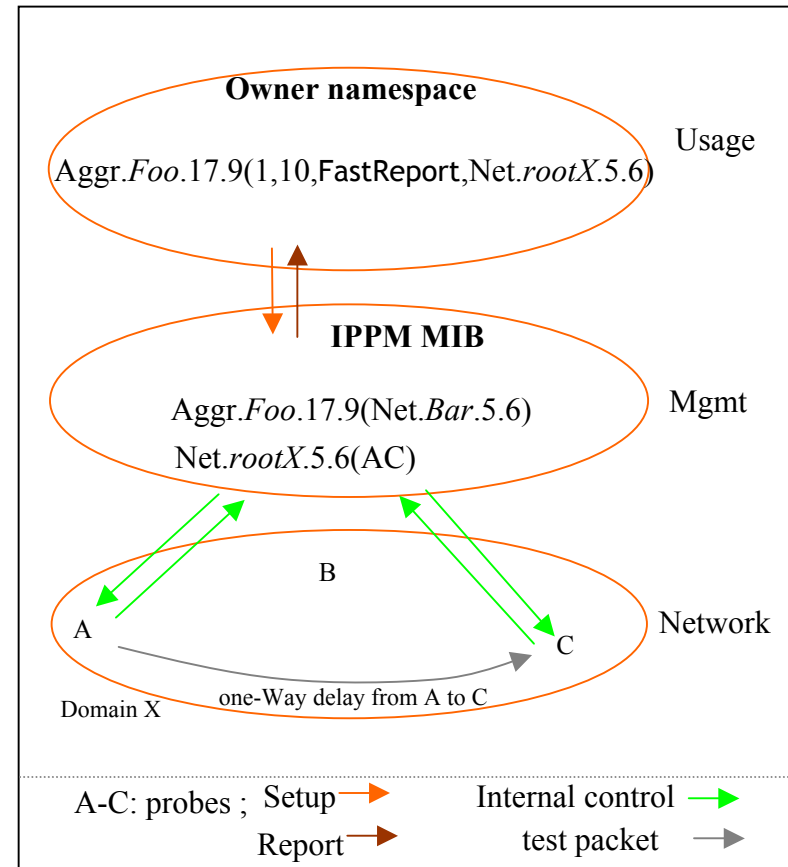 Owner namespace
Usage
Aggr.Foo.17.9(1,10,FastReport,Net.rootX.5.6)
IPPM MIB
Aggr.Foo.17.9(Net.Bar.5.6)
Mgmt
Net.rootX.5.6(AC)
B
A
Network
C
one-Way delay from A to C
Domain X
A-C: probes ; Setup
Internal control
Report
test packet